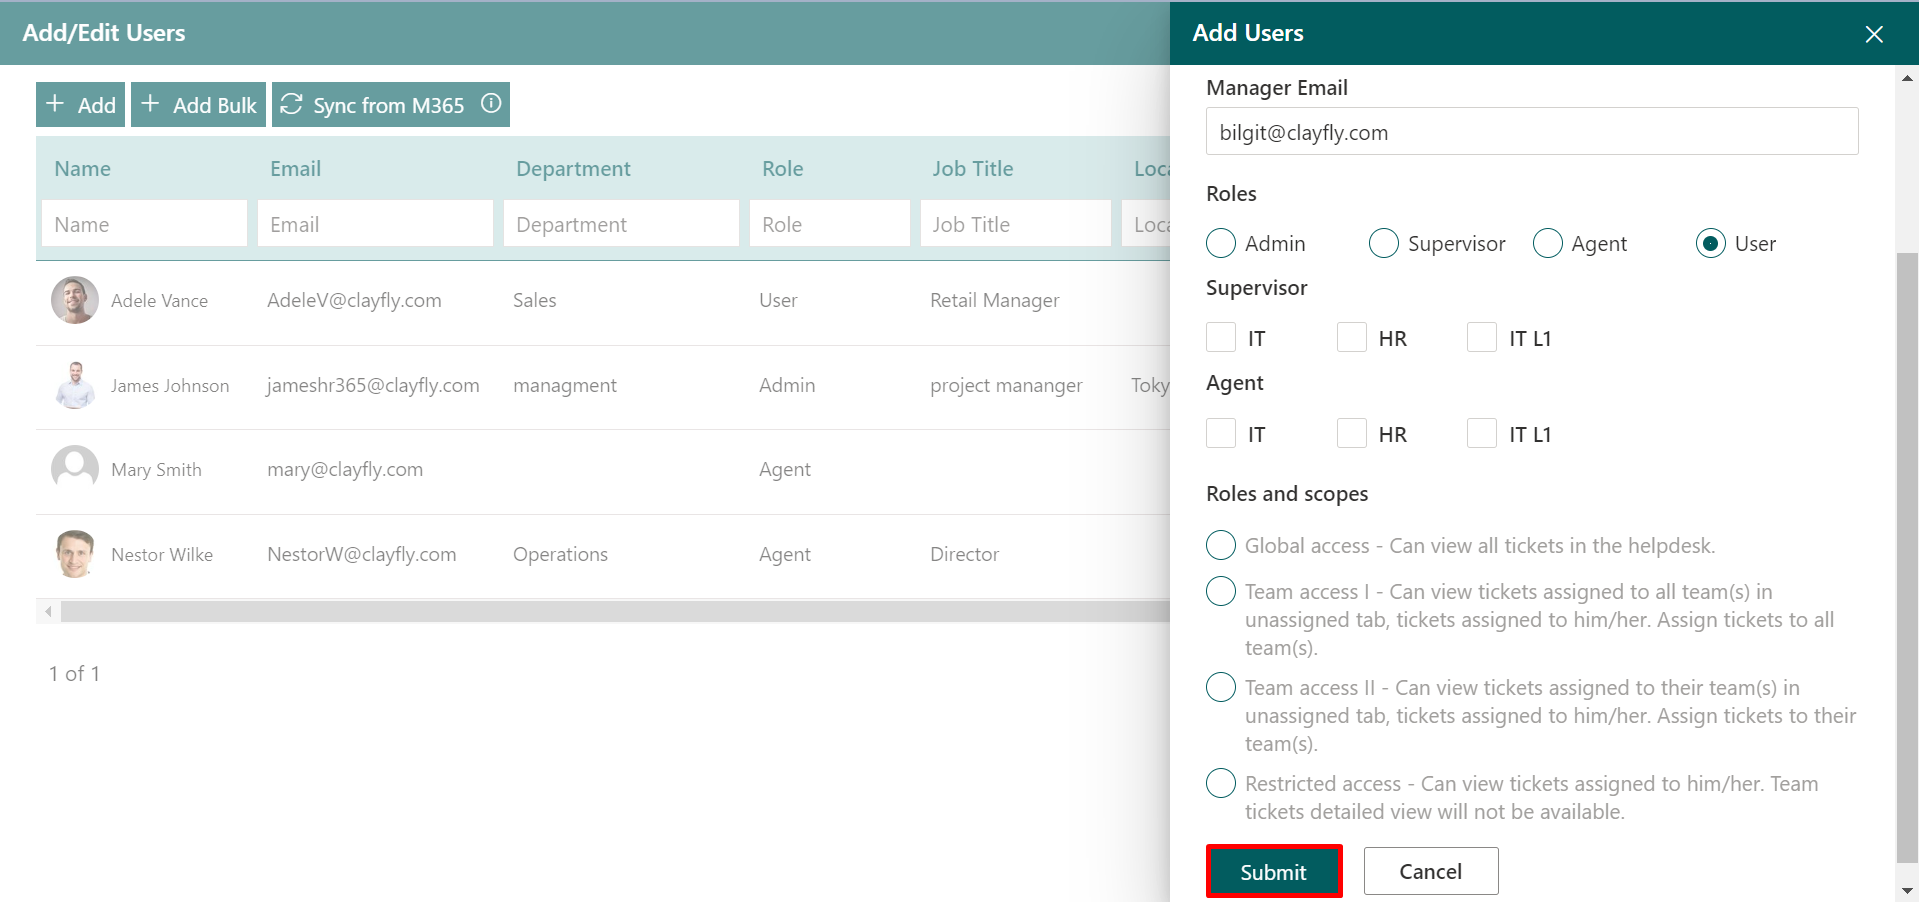 Add/Edit Users
Add
Add Bulk
Sync from M365
Name Email Department Role Job Title Loca
Name Email Department Role Job Title Loca
Adele Vance AdeleV@clayfly.com Sales User Retail Manager
James Johnson jameshr365@clayfly.com managment Admin project mananger Toky
Mary Smith mary@clayfly.com Agent
Nestor Wilke NestorW@clayfly.com Operations Agent Director
1 of 1
Add Users
Manager Email
bilgit@clayfly.com
Roles
Admin Supervisor Agent User
Supervisor
IT HR IT L1
Agent
IT HR IT L1
Roles and scopes
Global access - Can view all tickets in the helpdesk.
Team access I - Can view tickets assigned to all team(s) in
unassigned tab, tickets assigned to him/her. Assign tickets to all
team(s).
Team access II - Can view tickets assigned to their team(s) in
unassigned tab, tickets assigned to him/her. Assign tickets to their
team(s).
Restricted access - Can view tickets assigned to him/her. Team
tickets detailed view will not be available.
Submit Cancel